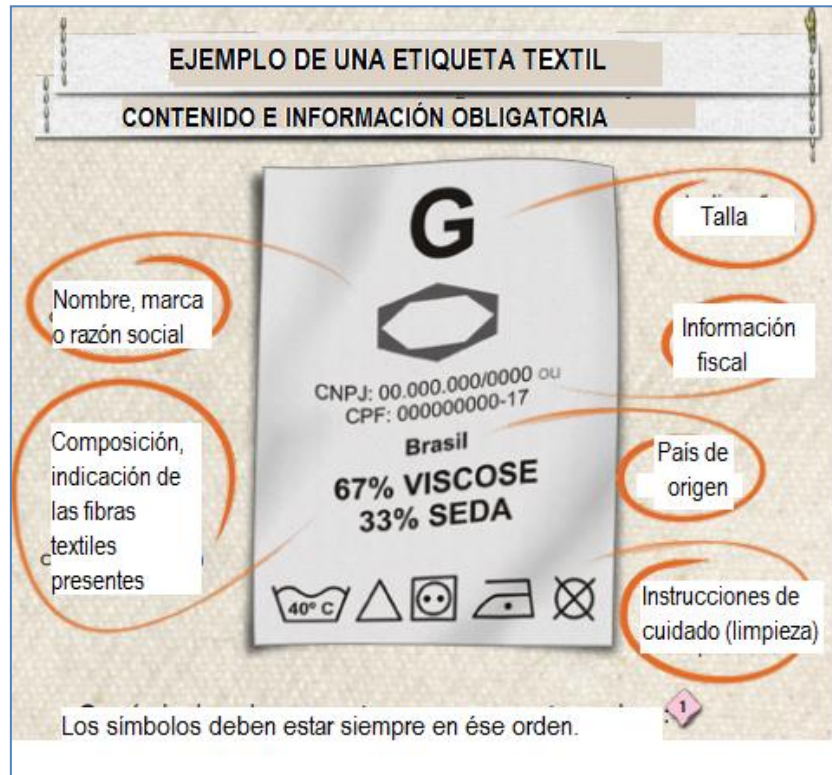 EJEMPLO DE UNA ETIQUETA TEXTIL
CONTENIDO E INFORMACIÓN OBLIGATORIA
G
Talla
Nombre, marca
o razón social
Información
fiscal
CNPJ: 00.000.000/0000 ou
CPF: 000000000-17
Brasil
67% VISCOSE
33% SEDA
Composición,
indicación de
las fibras
textiles
presentes
País de
origen
40º C
Instrucciones de
cuidado (limpieza)
Los símbolos deben estar siempre en ése orden.
1